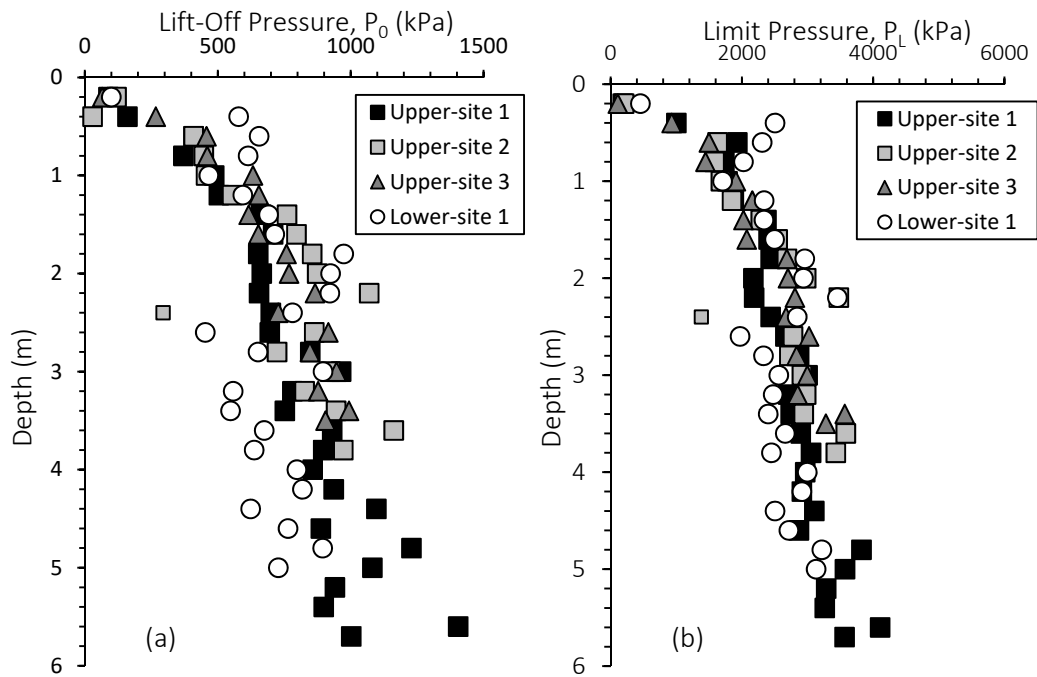 Lift-Off Pressure, P0 (kPa)
0 500 1000 1500
0
1
2
3
4
5
6
Depth (m)
Upper-site 1
Upper-site 2
Upper-site 3
Lower-site 1
(a)
Limit Pressure, PL (kPa)
0 2000 4000 6000
0
1
2
3
4
5
6
Depth (m)
Upper-site 1
Upper-site 2
Upper-site 3
Lower-site 1
(b)